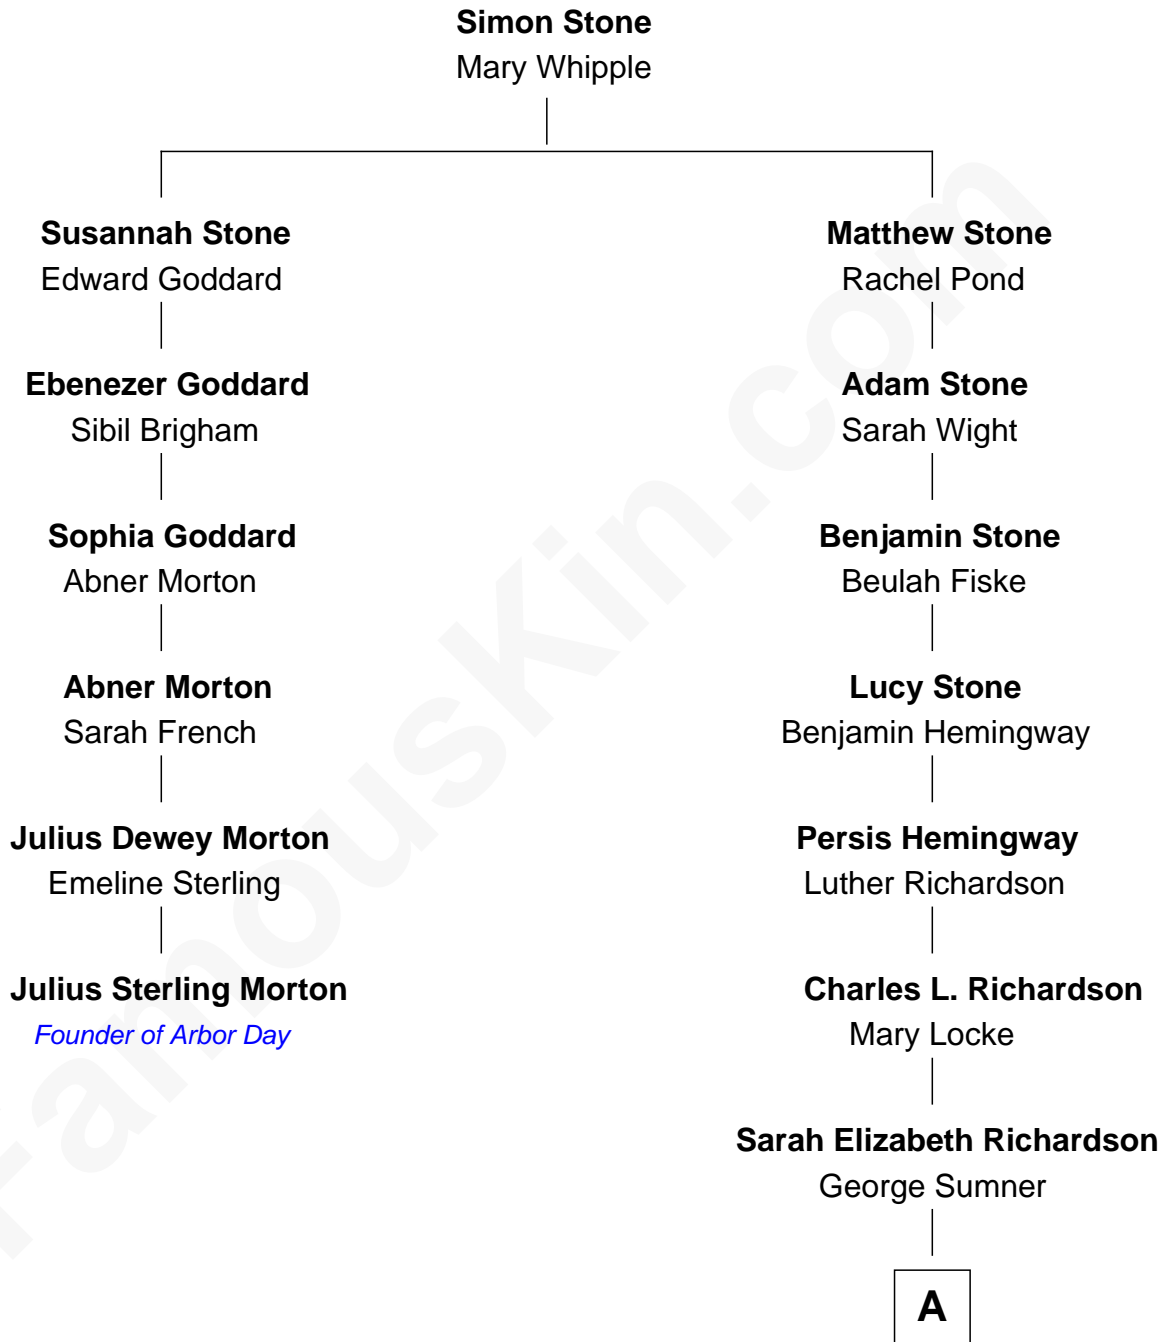 Simon Stone
Mary Whipple
Susannah Stone
Edward Goddard
Matthew Stone
Rachel Pond
Ebenezer Goddard
Sibil Brigham
Adam Stone
Sarah Wight
Sophia Goddard
Abner Morton
Benjamin Stone
Beulah Fiske
Abner Morton
Sarah French
Lucy Stone
Benjamin Hemingway
Julius Dewey Morton
Emeline Sterling
Persis Hemingway
Luther Richardson
Julius Sterling Morton
Founder of Arbor Day
Charles L. Richardson
Mary Locke
Sarah Elizabeth Richardson
George Sumner
A
FamousKin.com